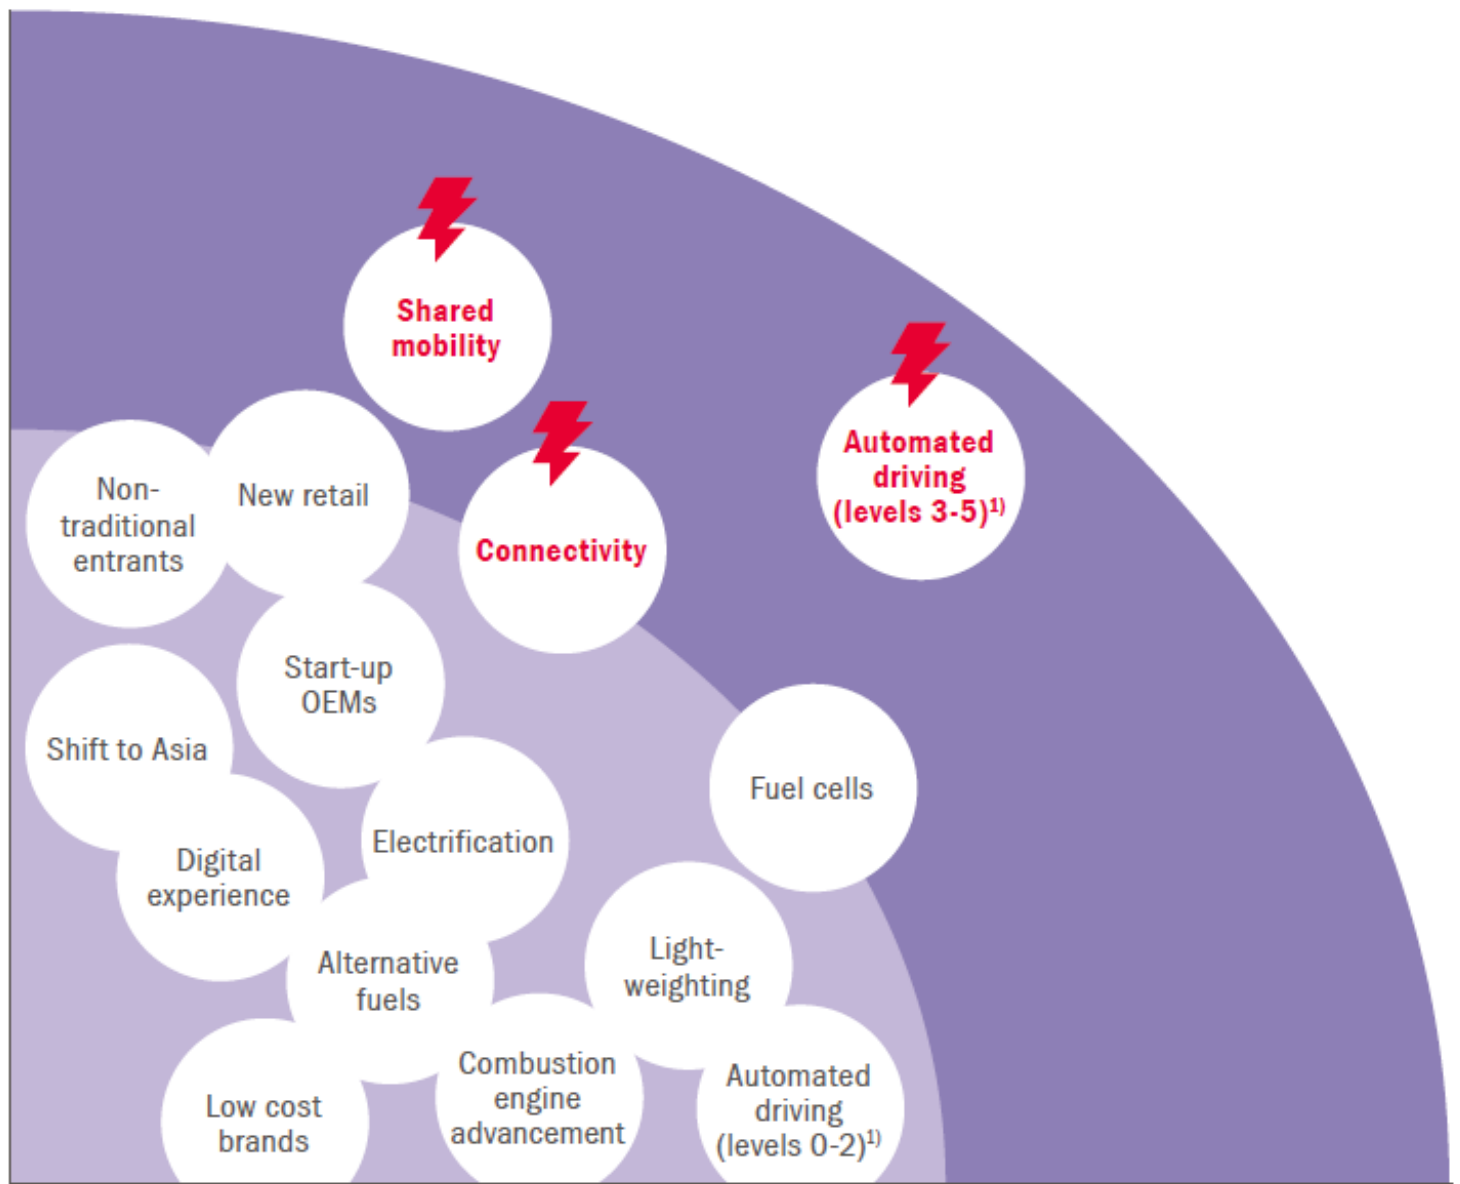 Shared
mobility
Automated
driving
(levels 3-5)¹⁾
Non-
traditional
entrants
New retail
Connectivity
Start-up
OEMs
Shift to Asia
Fuel cells
Electrification
Digital
experience
Alternative
fuels
Light-
weighting
Combustion
engine
advancement
Automated
driving
(levels 0-2)¹⁾
Low cost
brands